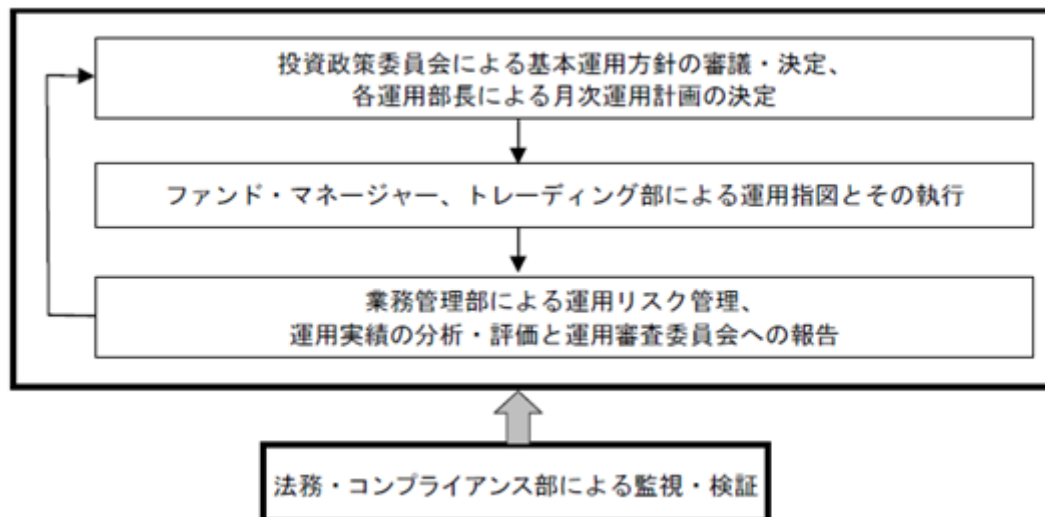 投資政策委員会による基本運用方針の審議・決定、
各運用部長による月次運用計画の決定
ファンド・マネージャー、トレーディング部による運用指図とその執行
業務管理部による運用リスク管理、
運用実績の分析・評価と運用審査委員会への報告
法務・コンプライアンス部による監視・検証